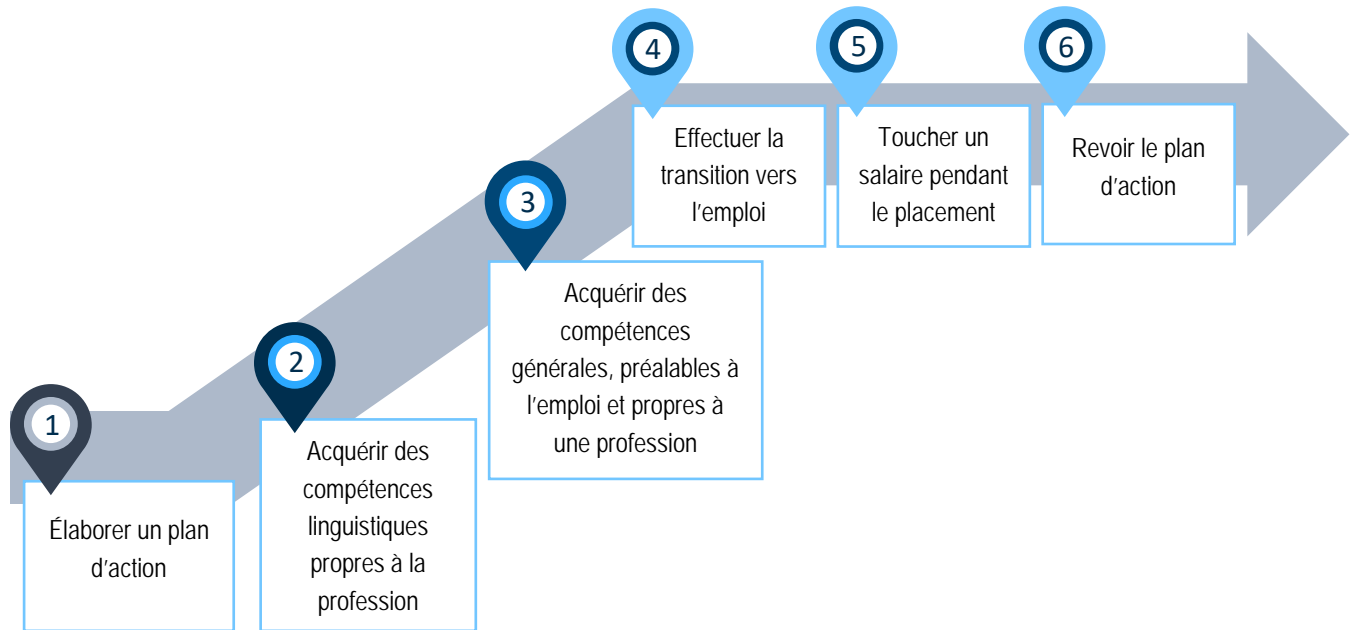 1
Élaborer un plan
d’action
2
Acquérir des
compétences
linguistiques
propres à la
profession
3
Acquérir des
compétences
générales, préalables à
l’emploi et propres à
une profession
4
Effectuer la
transition vers
l’emploi
5
Toucher un
salaire pendant
le placement
6
Revoir le plan
d’action